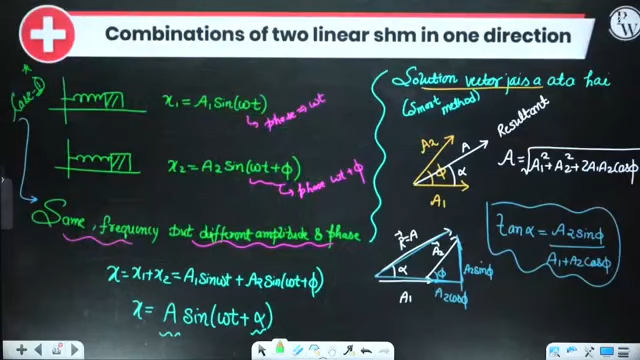 Combinations of two linear shm in one direction
PW
Case-①
x₁ = A₁ sin(ωt)
↳ phase ⇒ ωt
x₂ = A₂ sin(ωt + ϕ)
↳ phase ωt + ϕ
Same, frequency but different amplitude & phase
x = x₁+x₂ = A₁ sinωt + A₂ sin(ωt+ϕ)
x = A sin(ωt + α)
Solution vector jaisa ata hai
(Smart method)
A₂
A
Resultant
ϕ
α
A₁
A = √A₁² + A₂² + 2A₁A₂cosϕ
R = A
A₂
α
ϕ
A₂sinϕ
A₁
A₂cosϕ
tanα = A₂sinϕ
A₁ + A₂cosϕ